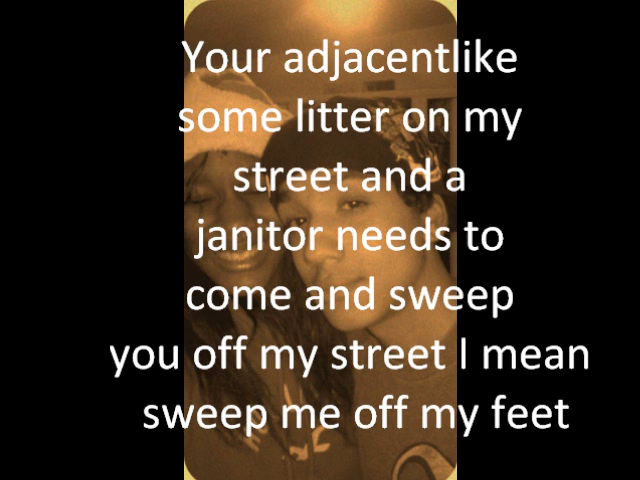 Your adjacentlike
some litter on my
street and a
janitor needs to
come and sweep
you off my street I mean
sweep me off my feet